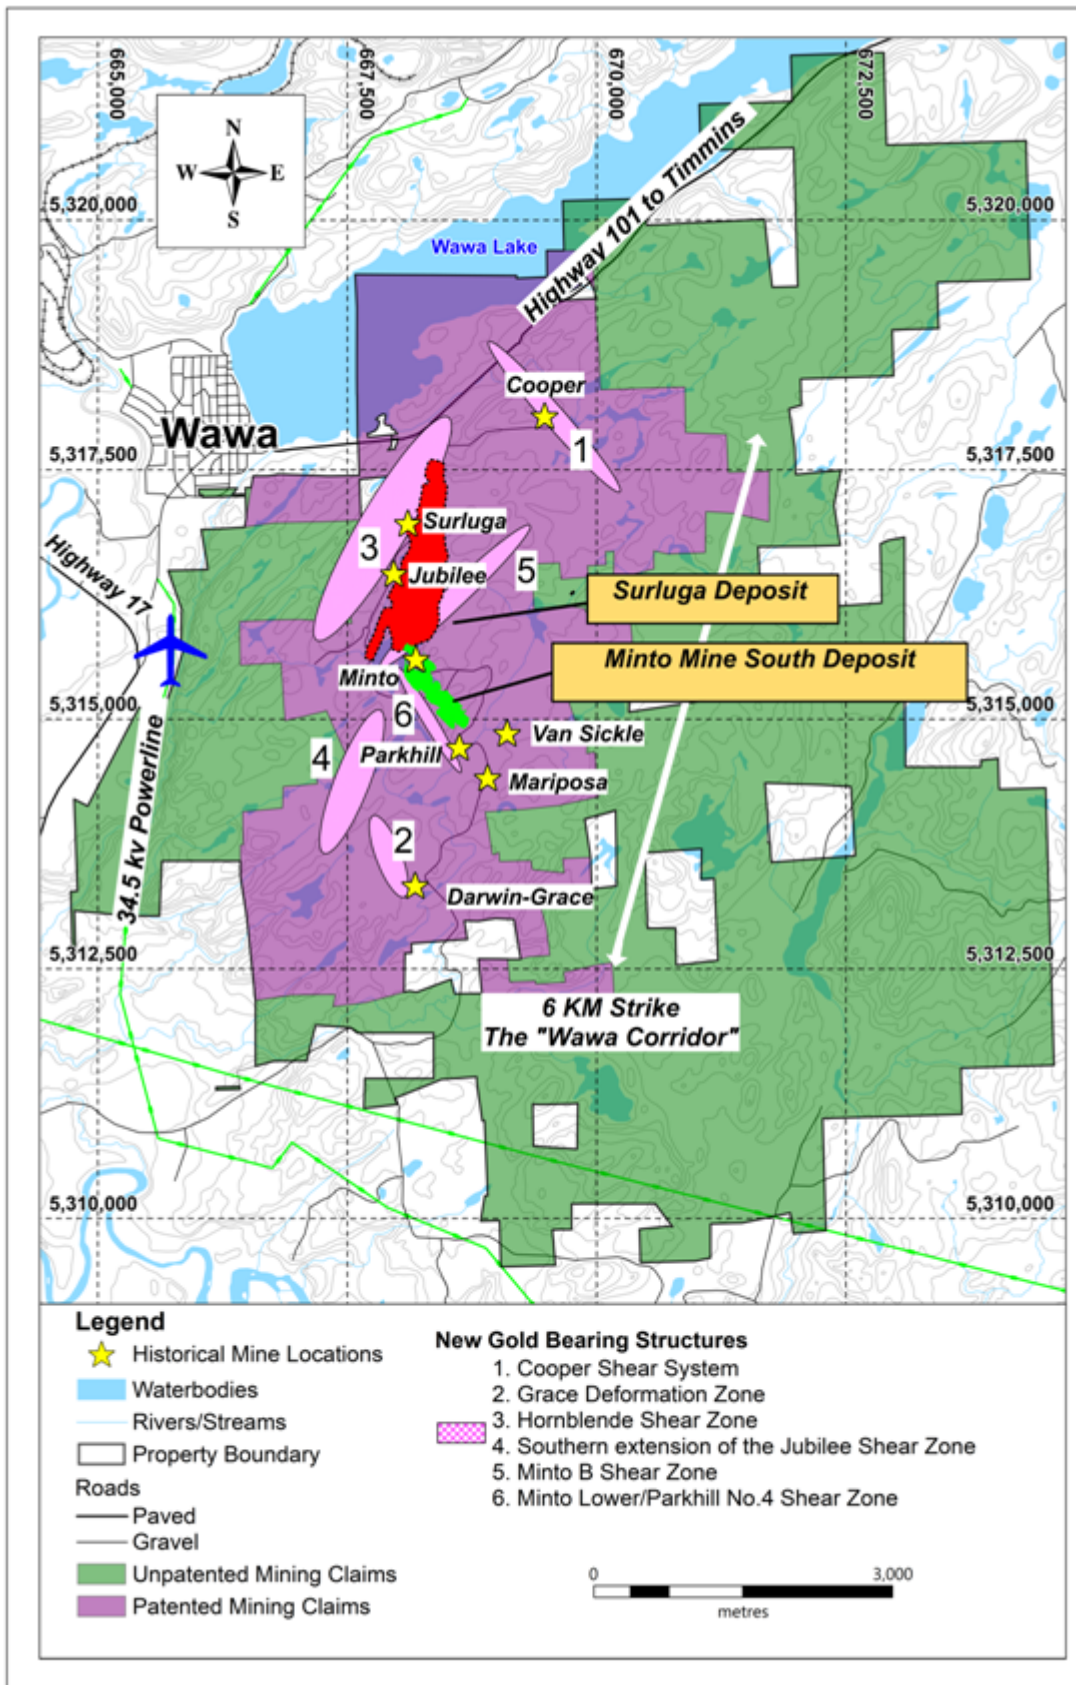 665,000
667,500
670,000
672,500
N
W E
S
5,320,000
5,320,000
Wawa Lake
Highway 101 to Timmins
Cooper
1
Wawa
5,317,500
5,317,500
Surluga
3
Jubilee
5
Highway 17
Surluga Deposit
Minto Mine South Deposit
Minto
5,315,000
5,315,000
6
Van Sickle
Parkhill
4
Mariposa
2
Darwin-Grace
34.5 kv Powerline
5,312,500
5,312,500
6 KM Strike
The "Wawa Corridor"
5,310,000
5,310,000
Legend
Historical Mine Locations
Waterbodies
Rivers/Streams
Property Boundary
Roads
Paved
Gravel
Unpatented Mining Claims
Patented Mining Claims
New Gold Bearing Structures
1. Cooper Shear System
2. Grace Deformation Zone
3. Hornblende Shear Zone
4. Southern extension of the Jubilee Shear Zone
5. Minto B Shear Zone
6. Minto Lower/Parkhill No.4 Shear Zone
0 3,000
metres